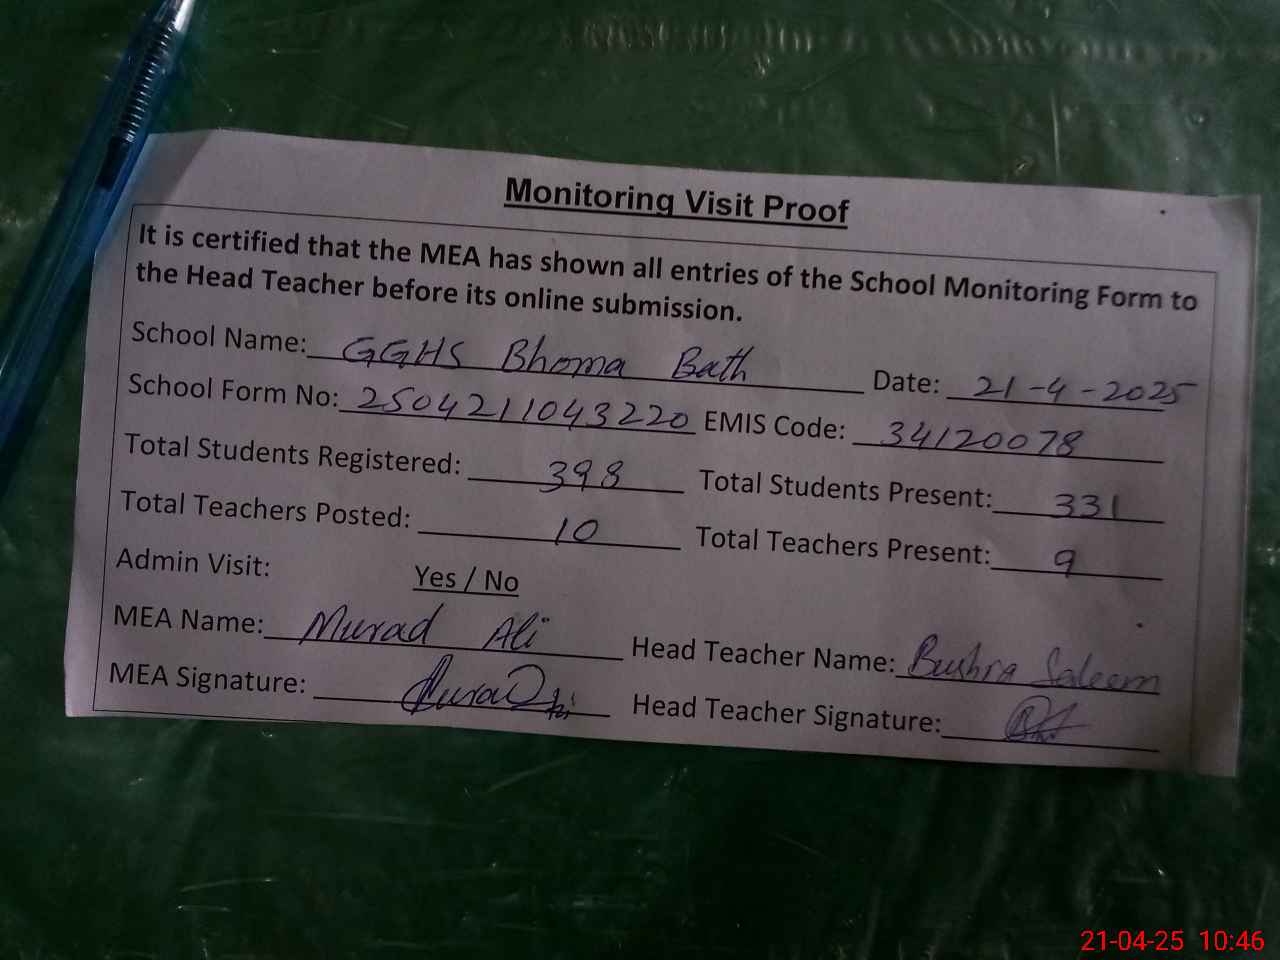 Monitoring Visit Proof
It is certified that the MEA has shown all entries of the School Monitoring Form to
the Head Teacher before its online submission.
School Name: GGHS Bhoma Bath Date: 21-4-2025
School Form No: 2504211043220 EMIS Code: 34120078
Total Students Registered: 398 Total Students Present: 331
Total Teachers Posted: 10 Total Teachers Present: 9
Admin Visit: Yes / No
MEA Name: Murad Ali Head Teacher Name: Bushra Saleem
MEA Signature: Head Teacher Signature:
21-04-25 10:46